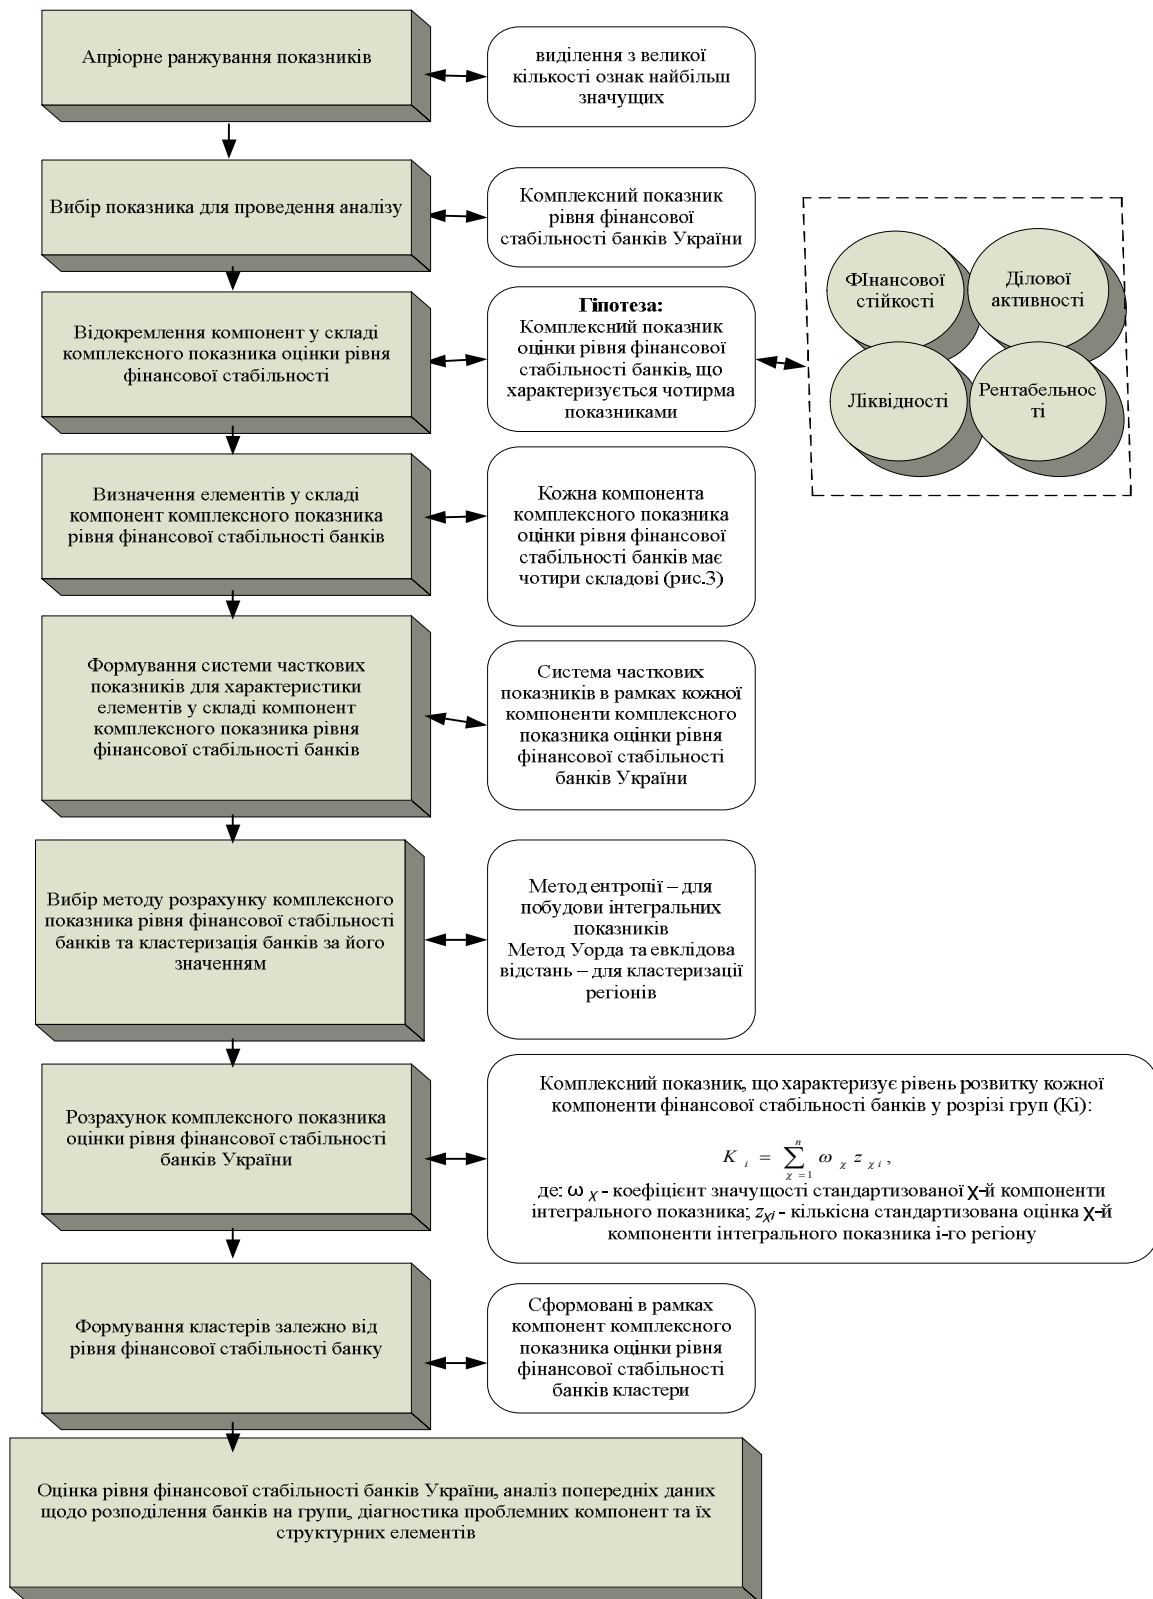 Апріорне ранжування показників
виділення з великої
кількості ознак найбільш
значущих
Вибір показника для проведення аналізу
Комплексний показник
рівня фінансової
стабільності банків України
Відокремлення компонент у складі
комплексного показника оцінки рівня
фінансової стабільності
Гіпотеза:
Комплексний показник
оцінки рівня фінансової
стабільності банків, що
характеризується чотирма
показниками
ФІнансової
стійкості
Ділової
активності
Ліквідності
Рентабельнос
ті
Визначення елементів у складі
компонент комплексного показника
рівня фінансової стабільності банків
Кожна компонента
комплексного показника
оцінки рівня фінансової
стабільності банків має
чотири складові (рис.3)
Формування системи часткових
показників для характеристики
елементів у складі компонент
комплексного показника рівня
фінансової стабільності банків
Система часткових
показників в рамках кожної
компоненти комплексного
показника оцінки рівня
фінансової стабільності
банків України
Вибір методу розрахунку комплексного
показника рівня фінансової стабільності
банків та кластеризація банків за його
значенням
Метод ентропії – для
побудови інтегральних
показників
Метод Уорда та евклідова
відстань – для кластеризації
регіонів
Розрахунок комплексного показника
оцінки рівня фінансової стабільності
банків України
Комплексний показник, що характеризує рівень розвитку кожної
компоненти фінансової стабільності банків у розрізі груп (Кі):
K i = ∑ n χ=1 ω χ z χi ,
де: ω χ - коефіцієнт значущості стандартизованої χ-й компоненти
інтегрального показника; zχi - кількісна стандартизована оцінка χ-й
компоненти інтегрального показника і-го регіону
Формування кластерів залежно від
рівня фінансової стабільності банку
Сформовані в рамках
компонент комплексного
показника оцінки рівня
фінансової стабільності
банків кластери
Оцінка рівня фінансової стабільності банків України, аналіз попередніх даних
щодо розподілення банків на групи, діагностика проблемних компонент та їх
структурних елементів